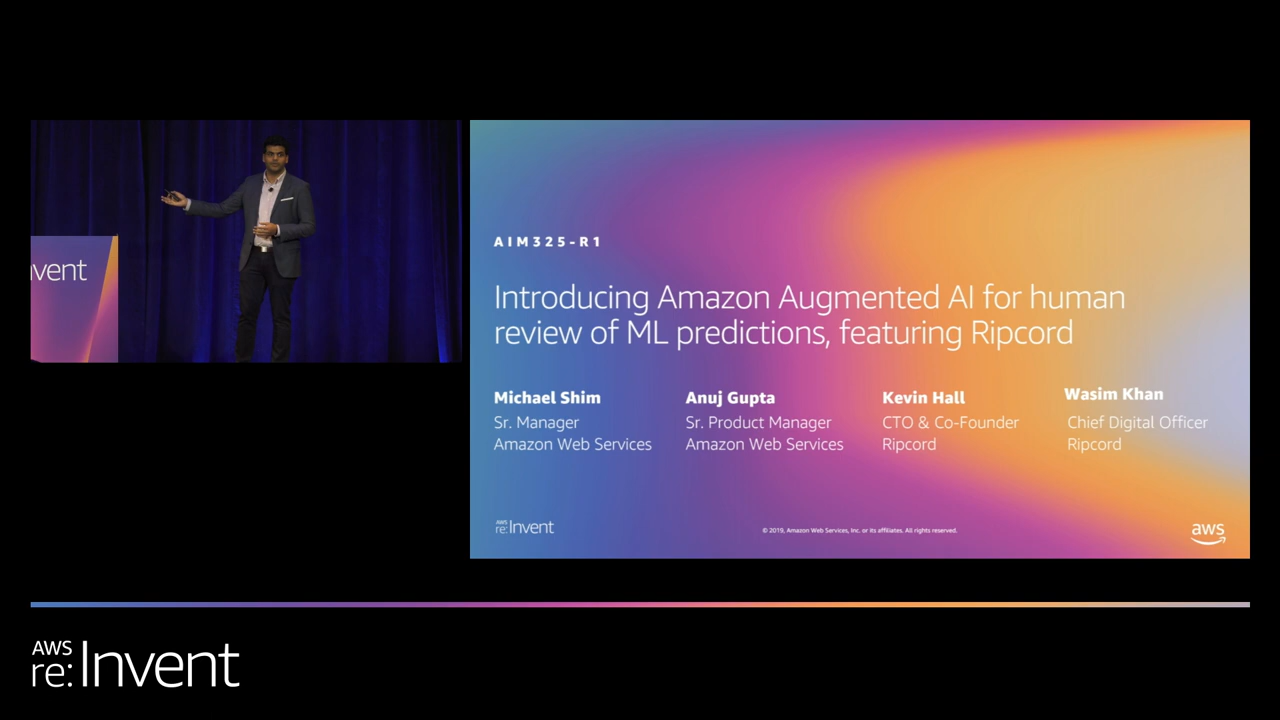 nvent
AIM325-R1
Introducing Amazon Augmented AI for human
review of ML predictions, featuring Ripcord
Michael Shim
Sr. Manager
Amazon Web Services
Anuj Gupta
Sr. Product Manager
Amazon Web Services
Kevin Hall
CTO & Co-Founder
Ripcord
Wasim Khan
Chief Digital Officer
Ripcord
AWS
re:Invent
© 2019, Amazon Web Services, Inc. or its affiliates. All rights reserved.
aws
AWS
re:Invent